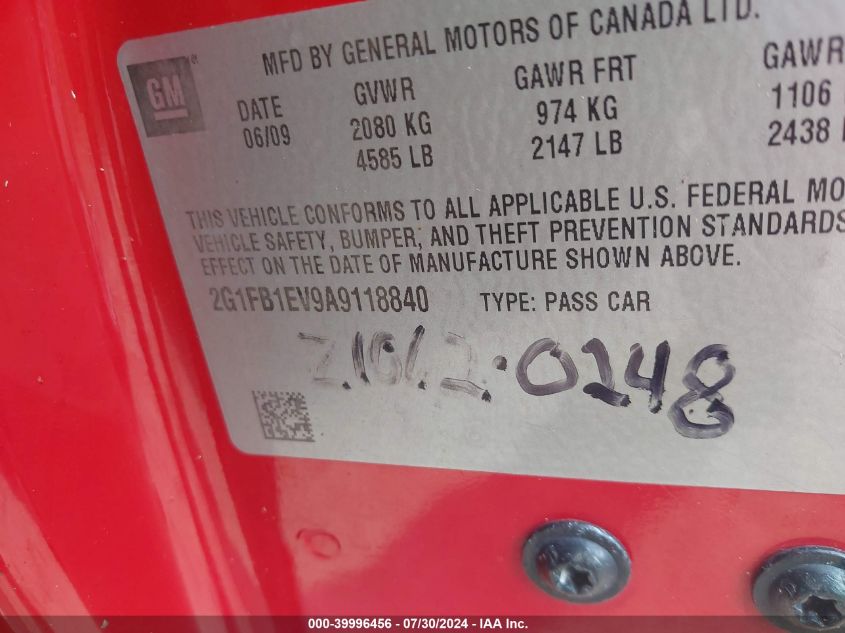 MFD BY GENERAL MOTORS OF CANADA LTD.
GM
DATE GVWR GAWR FRT GAWR
06/09 2080 KG 974 KG 1106
4585 LB 2147 LB 2438
THIS VEHICLE CONFORMS TO ALL APPLICABLE U.S. FEDERAL MO
VEHICLE SAFETY, BUMPER, AND THEFT PREVENTION STANDARDS
EFFECT ON THE DATE OF MANUFACTURE SHOWN ABOVE.
2G1FB1EV9A9118840 TYPE: PASS CAR
0248
000-39996456 - 07/30/2024 - IAA Inc.